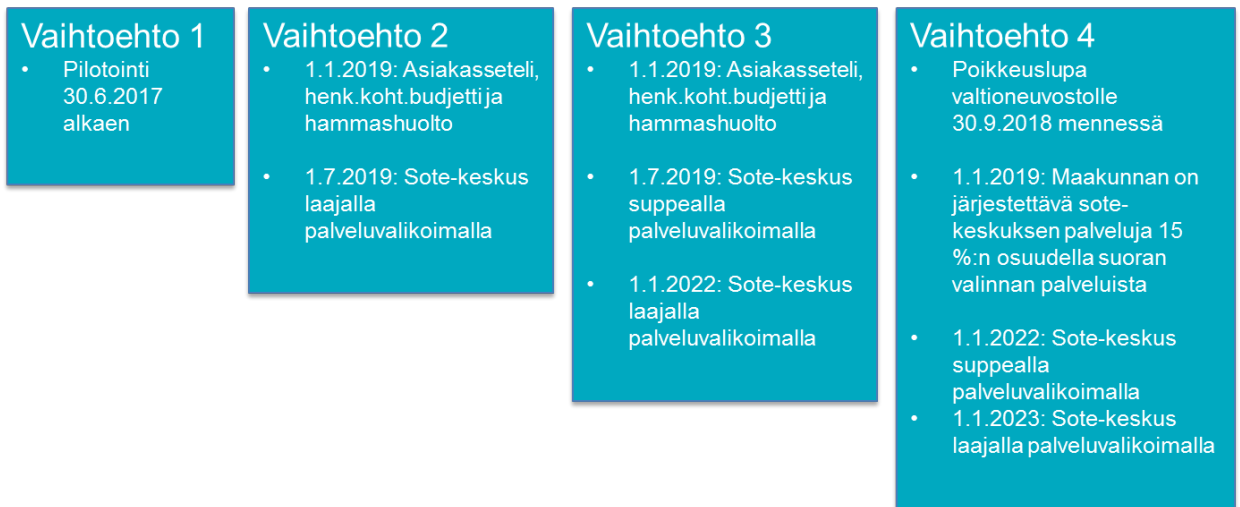 Vaihtoehto 1
• Pilotointi
30.6.2017
alkaen
Vaihtoehto 2
• 1.1.2019: Asiakasseteli,
henk.koht.budjetti ja
hammashuolto
• 1.7.2019: Sote-keskus
laajalla
palveluvalikoimalla
Vaihtoehto 3
• 1.1.2019: Asiakasseteli,
henk.koht.budjetti ja
hammashuolto
• 1.7.2019: Sote-keskus
suppealla
palveluvalikoimalla
• 1.1.2022: Sote-keskus
laajalla
palveluvalikoimalla
Vaihtoehto 4
• Poikkeuslupa
valtioneuvostolle
30.9.2018 mennessä
• 1.1.2019: Maakunnan on
järjestettävä sote-
keskuksen palveluja 15
%:n osuudella suoran
valinnan palveluista
• 1.1.2022: Sote-keskus
suppealla
palveluvalikoimalla
• 1.1.2023: Sote-keskus
laajalla palveluvalikoimalla